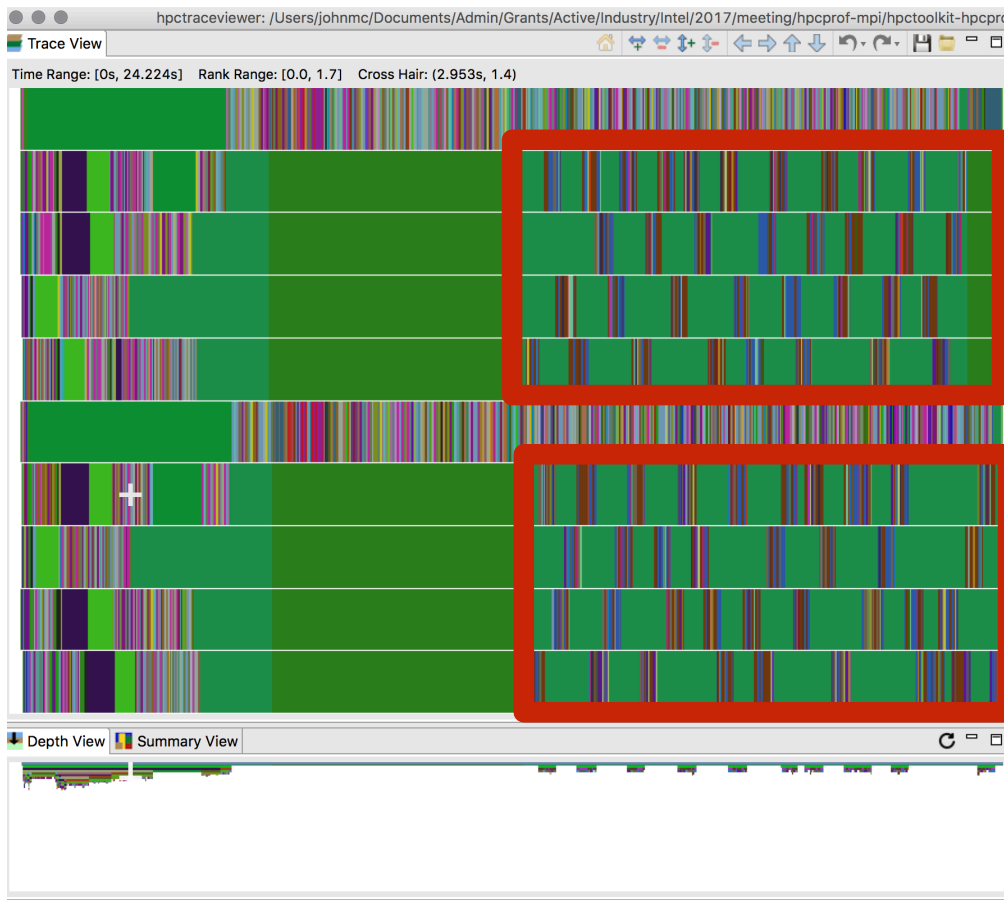 hpctraceviewer: /Users/johnmc/Documents/Admin/Grants/Active/Industry/Intel/2017/meeting/hpcprof-mpi/hpctoolkit-hpcpro
Trace View
Time Range: [0s, 24.224s] Rank Range: [0.0, 1.7] Cross Hair: (2.953s, 1.4)
Depth View Summary View